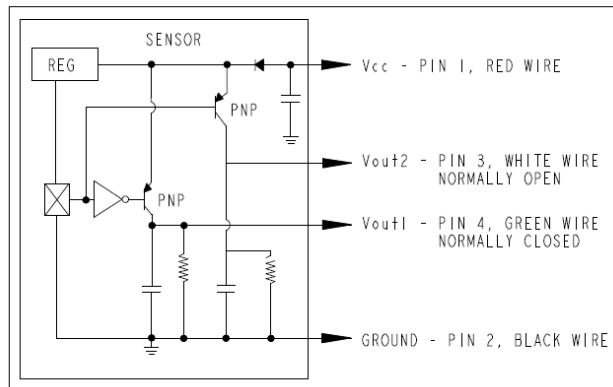 SENSOR
REG
Vcc - PIN 1, RED WIRE
PNP
Vout2 - PIN 3, WHITE WIRE
NORMALLY OPEN
PNP
Vout1 - PIN 4, GREEN WIRE
NORMALLY CLOSED
GROUND - PIN 2, BLACK WIRE